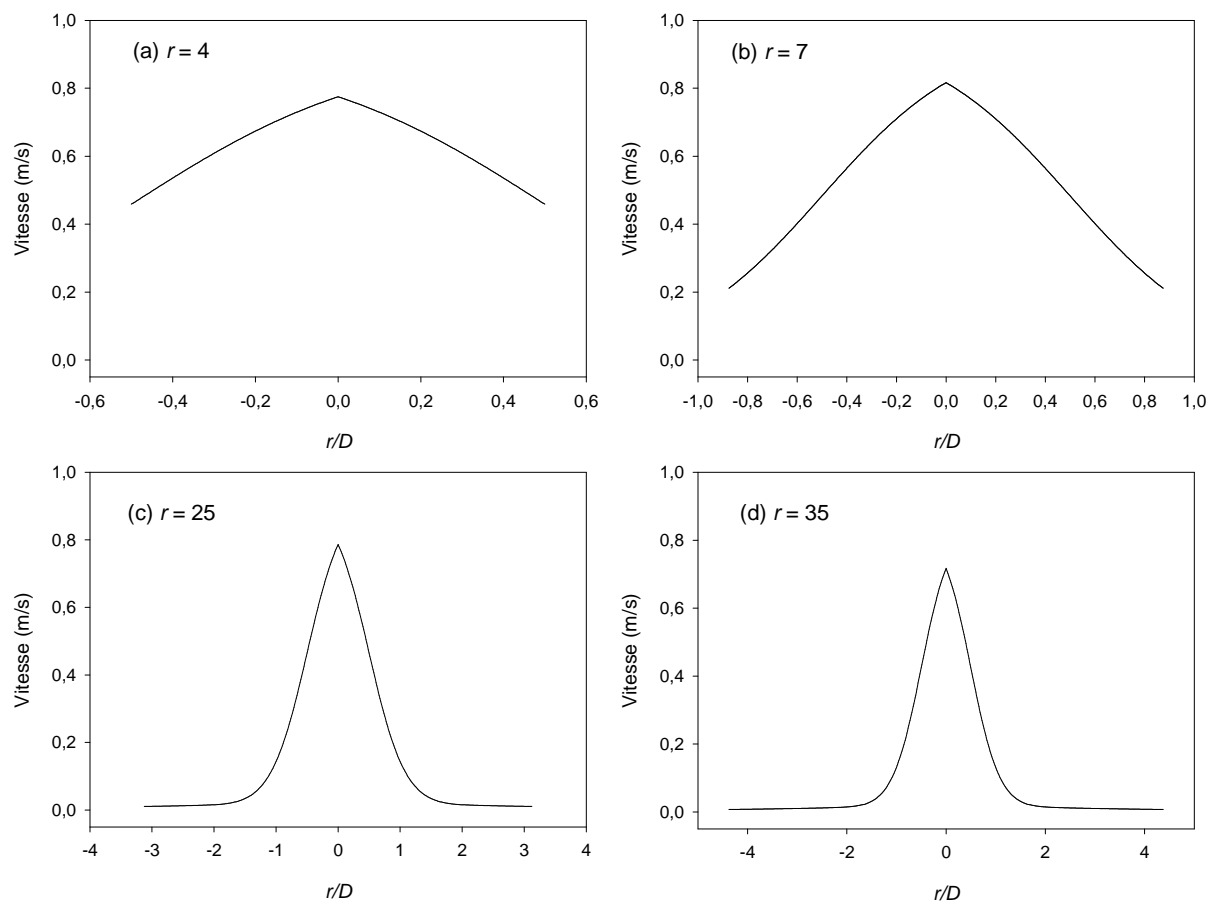 (a) r = 4
Vitesse (m/s)
1,0
0,8
0,6
0,4
0,2
0,0
-0,6 -0,4 -0,2 0,0 0,2 0,4 0,6
r/D
(b) r = 7
Vitesse (m/s)
1,0
0,8
0,6
0,4
0,2
0,0
-1,0 -0,8 -0,6 -0,4 -0,2 0,0 0,2 0,4 0,6 0,8 1,0
r/D
(c) r = 25
Vitesse (m/s)
1,0
0,8
0,6
0,4
0,2
0,0
-4 -3 -2 -1 0 1 2 3 4
r/D
(d) r = 35
Vitesse (m/s)
1,0
0,8
0,6
0,4
0,2
0,0
-4 -2 0 2 4
r/D